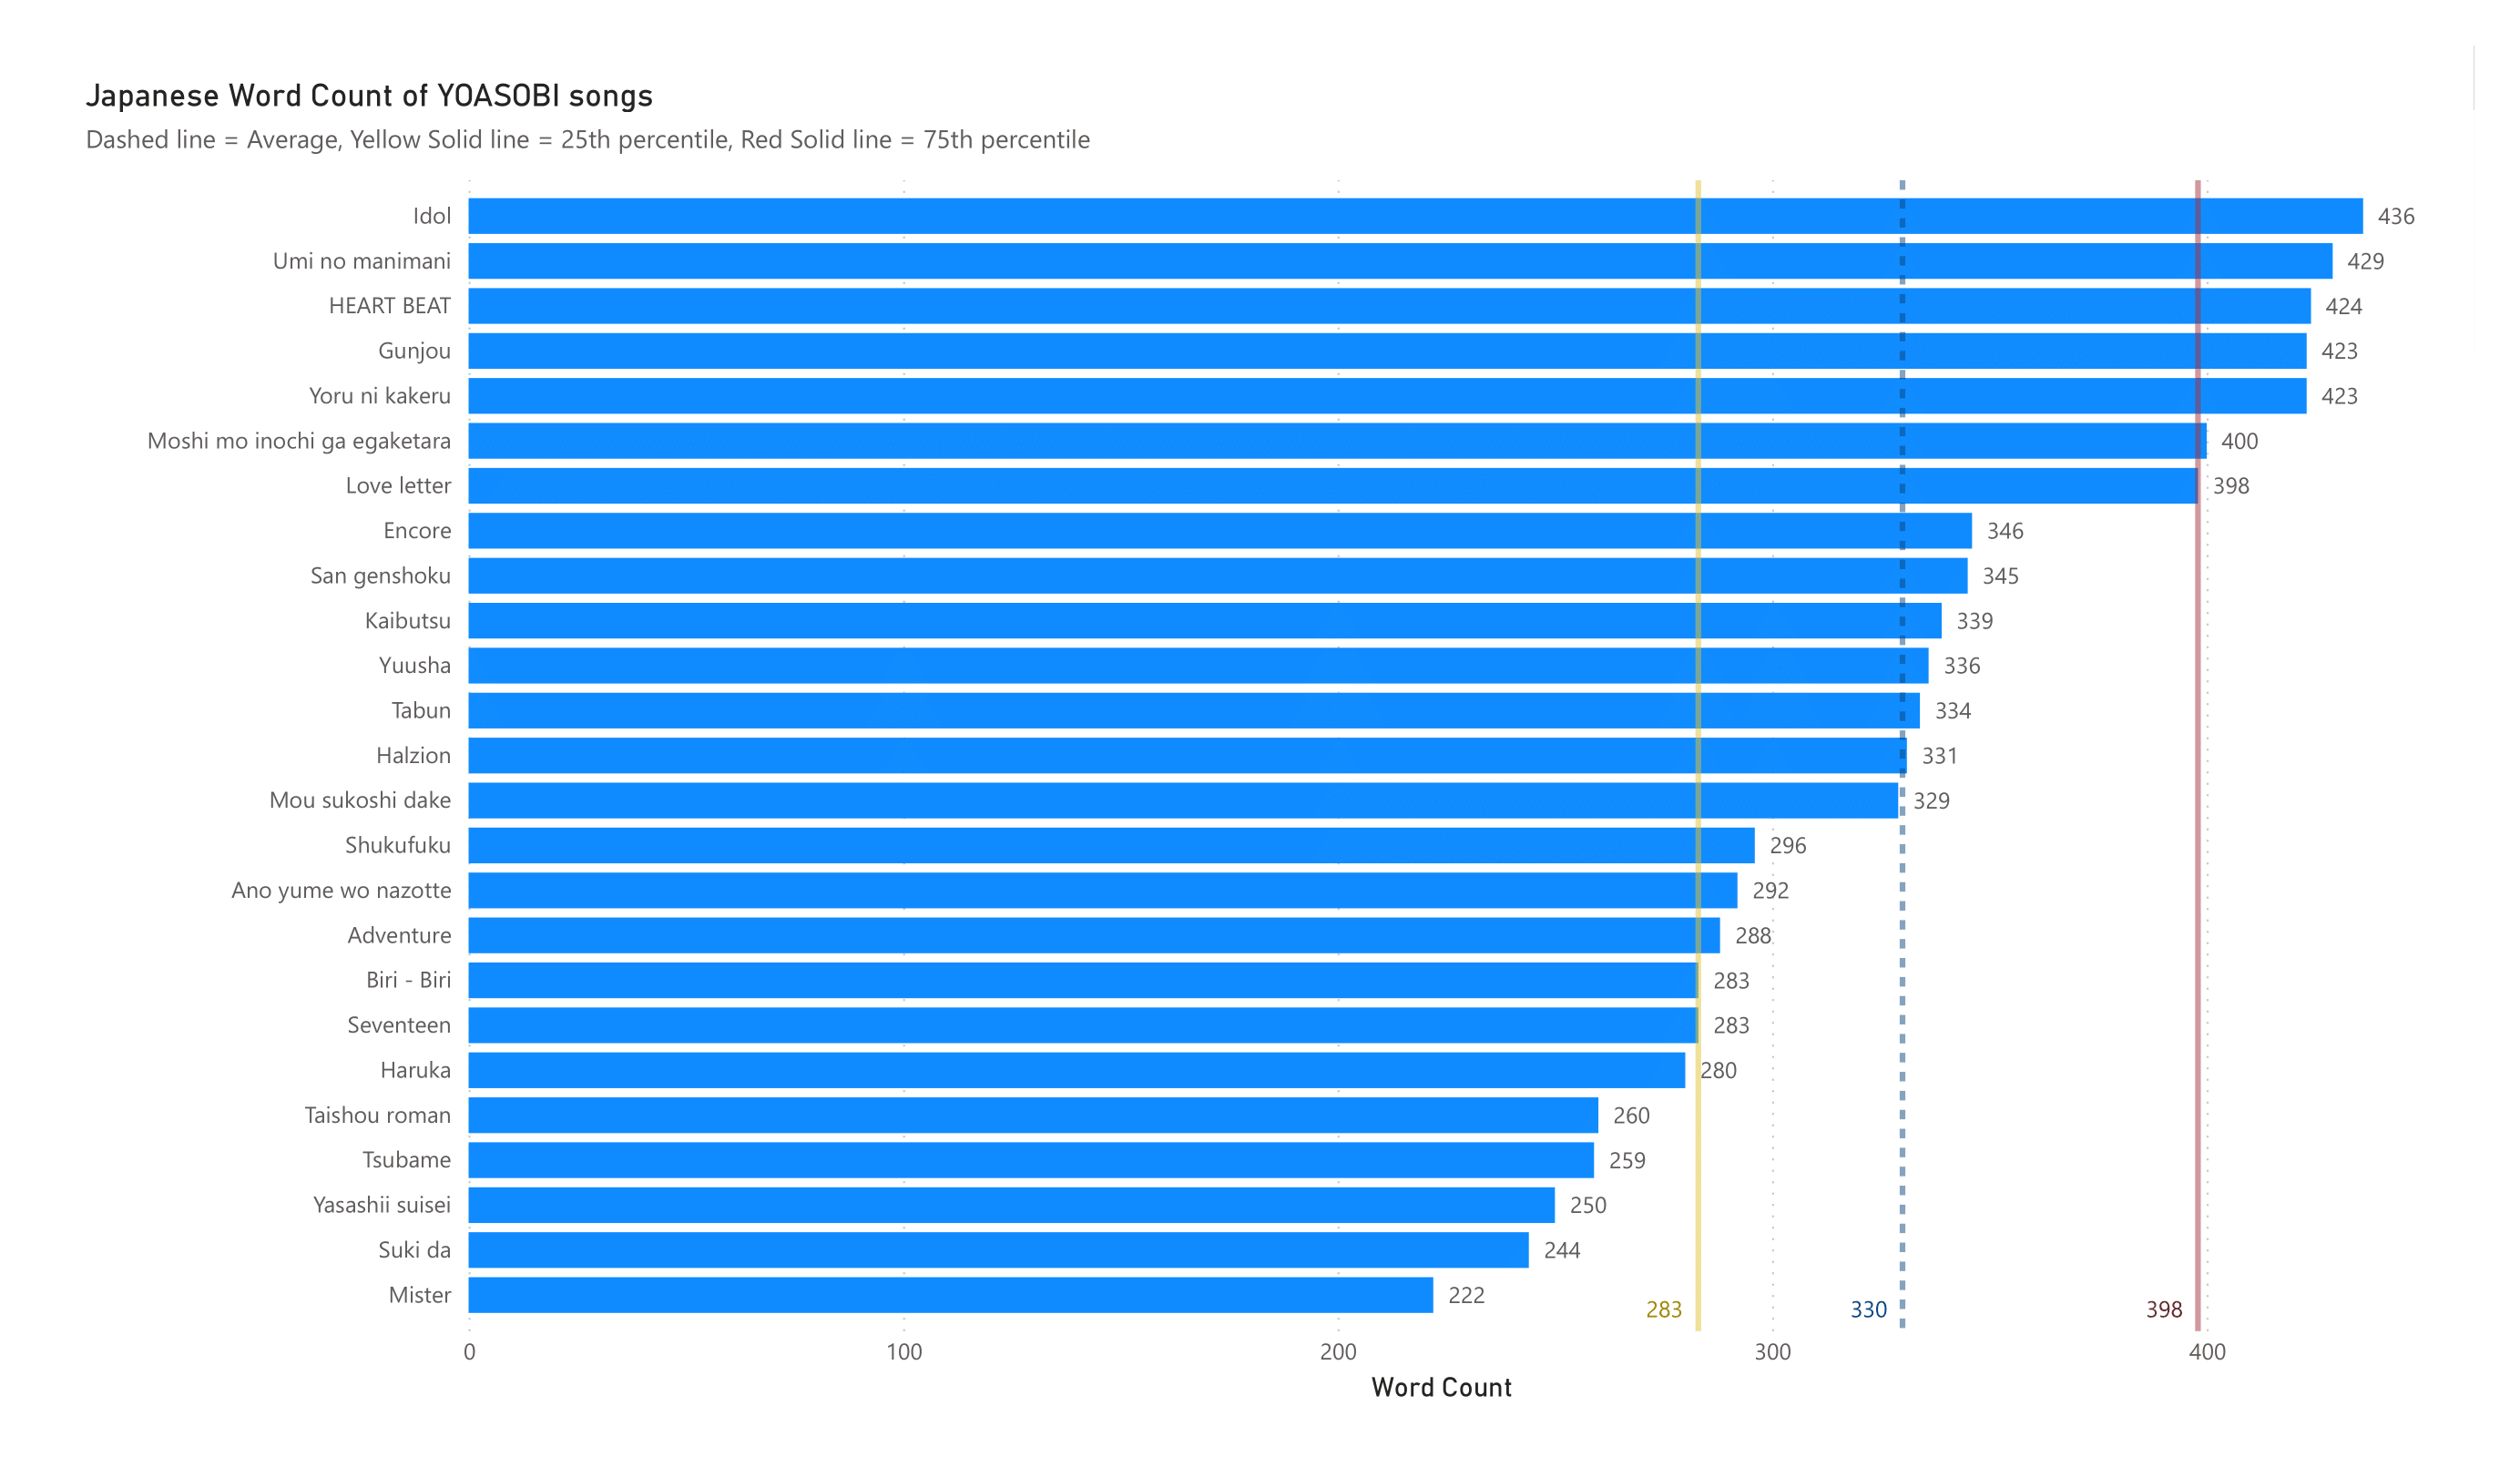 Japanese Word Count of YOASOBI songs
Dashed line = Average, Yellow Solid line = 25th percentile, Red Solid line = 75th percentile
Idol 436
Umi no manimani 429
HEART BEAT 424
Gunjou 423
Yoru ni kakeru 423
Moshi mo inochi ga egaketara 400
Love letter 398
Encore 346
San genshoku 345
Kaibutsu 339
Yuusha 336
Tabun 334
Halzion 331
Mou sukoshi dake 329
Shukufuku 296
Ano yume wo nazotte 292
Adventure 288
Biri - Biri 283
Seventeen 283
Haruka 280
Taishou roman 260
Tsubame 259
Yasashii suisei 250
Suki da 244
Mister 222
283 330 398
0 100 200 300 400
Word Count